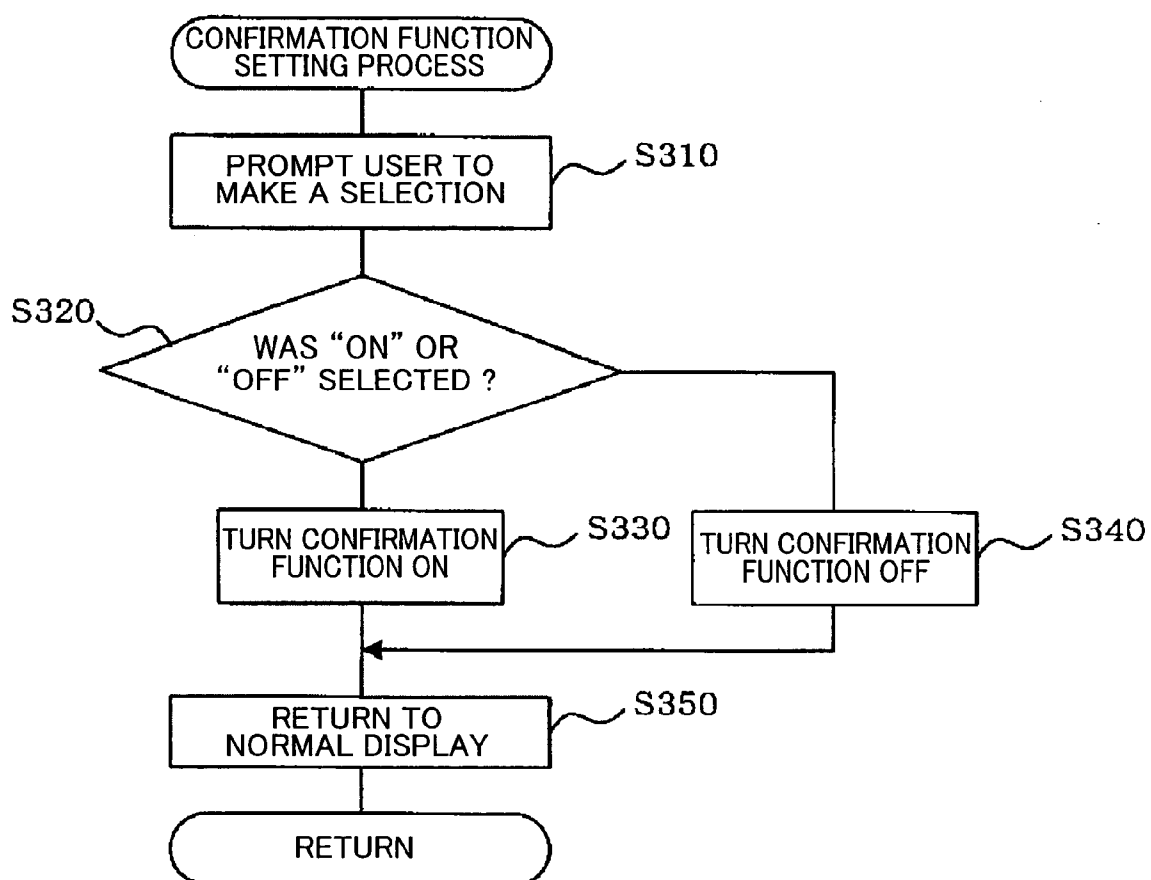 CONFIRMATION FUNCTION
SETTING PROCESS
PROMPT USER TO
MAKE A SELECTION
S310
S320
WAS “ON” OR
“OFF” SELECTED ?
TURN CONFIRMATION
FUNCTION ON
S330
TURN CONFIRMATION
FUNCTION OFF
S340
RETURN TO
NORMAL DISPLAY
S350
RETURN